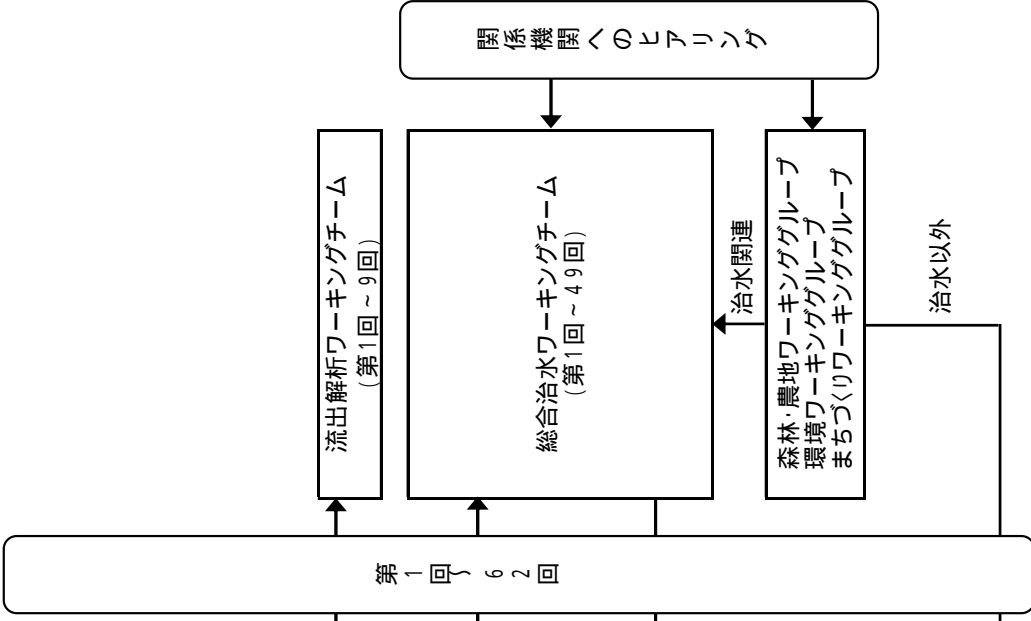 関係機関へのヒアリング
流出解析ワーキングチーム
(第1回~9回)
総合治水ワーキングチーム
(第1回~49回)
治水関連
森林・農地ワーキンググループ
環境ワーキンググループ
まちづくりワーキンググループ
治水以外
第1回~62回